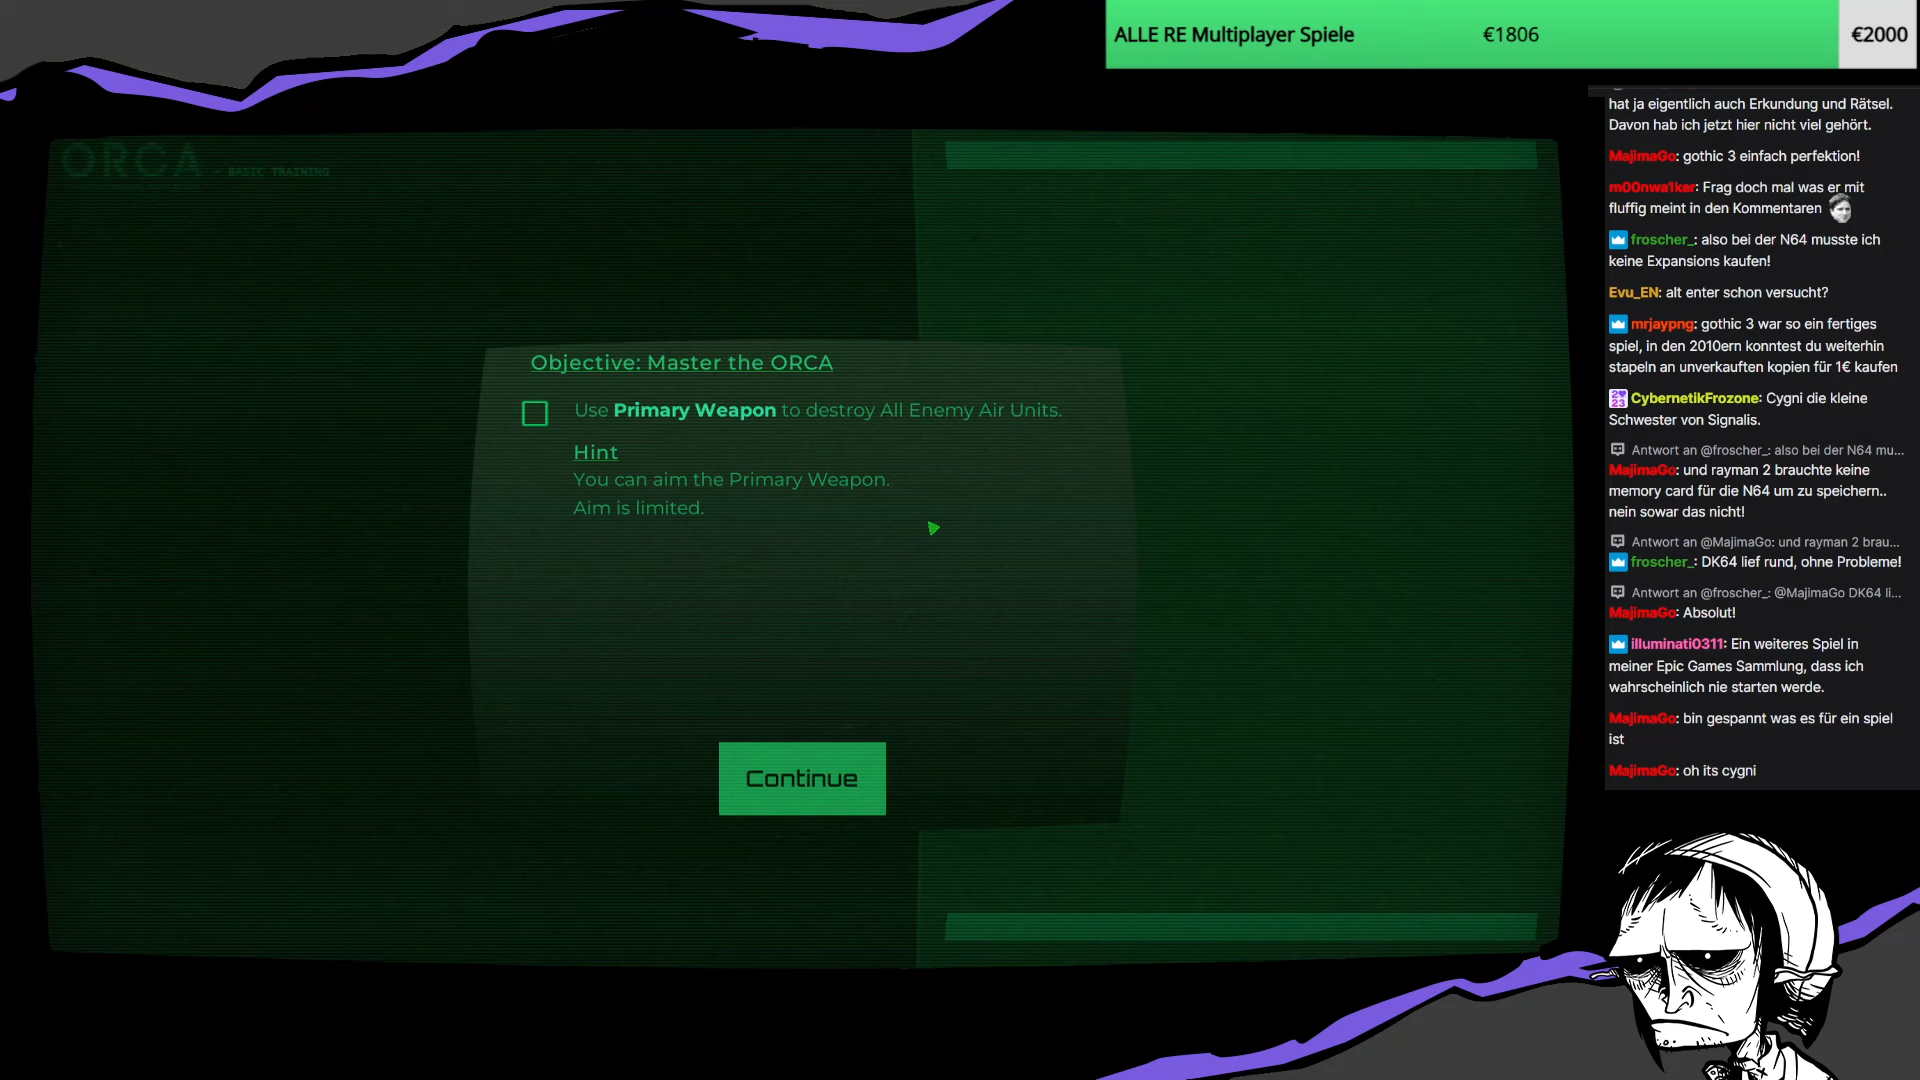 ALLE RE Multiplayer Spiele €1806 €2000
ORCA - BASIC TRAINING
Objective: Master the ORCA
Use Primary Weapon to destroy All Enemy Air Units.
Hint
You can aim the Primary Weapon.
Aim is limited.
Continue
hat ja eigentlich auch Erkundung und Rätsel.
Davon hab ich jetzt hier nicht viel gehört.
MajimaGo: gothic 3 einfach perfektion!
m00nwa1ker: Frag doch mal was er mit
fluffig meint in den Kommentaren
froscher_: also bei der N64 musste ich
keine Expansions kaufen!
Evu_EN: alt enter schon versucht?
mrjaypng: gothic 3 war so ein fertiges
spiel, in den 2010ern konntest du weiterhin
stapeln an unverkauften kopien für 1€ kaufen
CybernetikFrozone: Cygni die kleine
Schwester von Signalis.
Antwort an @froscher_: also bei der N64 mu...
MajimaGo: und rayman 2 brauchte keine
memory card für die N64 um zu speichern..
nein sowar das nicht!
Antwort an @MajimaGo: und rayman 2 brau...
froscher_: DK64 lief rund, ohne Probleme!
Antwort an @froscher_: @MajimaGo DK64 li...
MajimaGo: Absolut!
illuminati0311: Ein weiteres Spiel in
meiner Epic Games Sammlung, dass ich
wahrscheinlich nie starten werde.
MajimaGo: bin gespannt was es für ein spiel
ist
MajimaGo: oh its cygni